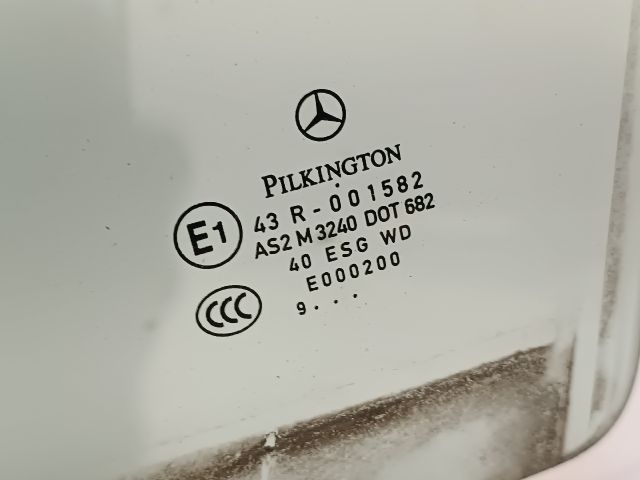 PILKINGTON
E1
43 R - 001582
AS2 M 3240 DOT 682
40 ESG WD
E000200
CCC
9 . . .